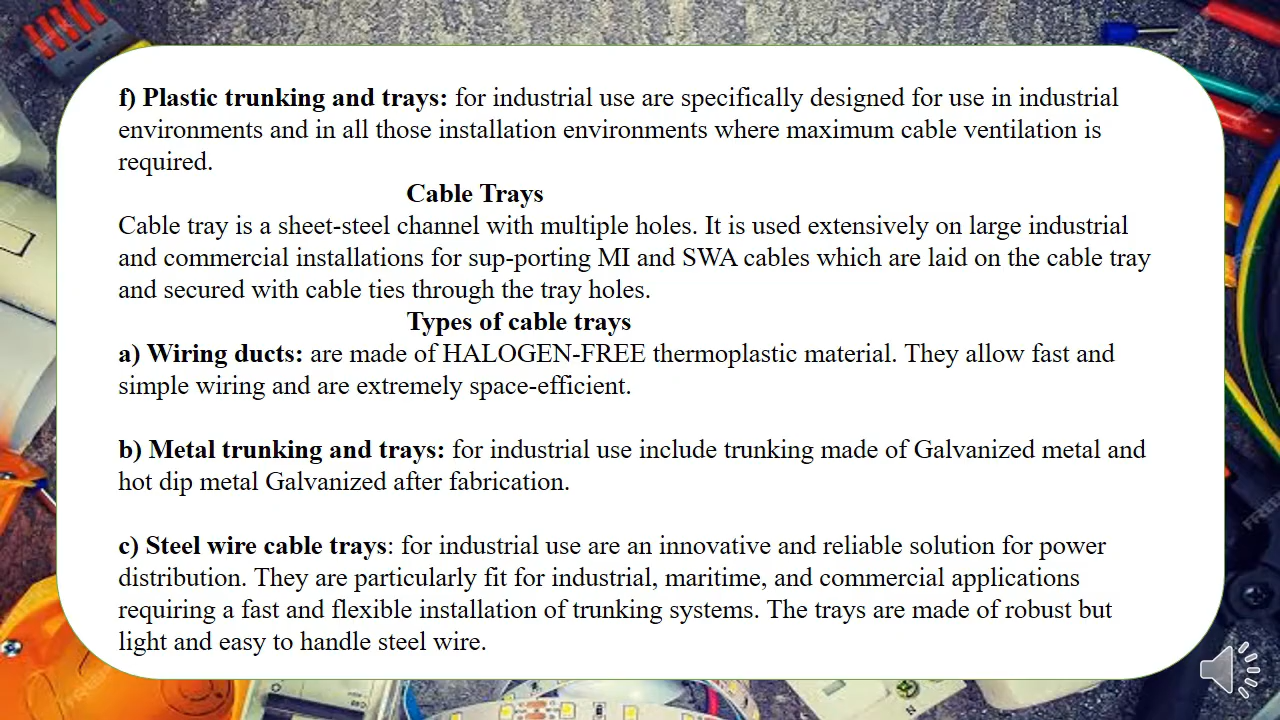 f) Plastic trunking and trays: for industrial use are specifically designed for use in industrial
environments and in all those installation environments where maximum cable ventilation is
required.
Cable Trays
Cable tray is a sheet-steel channel with multiple holes. It is used extensively on large industrial
and commercial installations for sup-porting MI and SWA cables which are laid on the cable tray
and secured with cable ties through the tray holes.
Types of cable trays
a) Wiring ducts: are made of HALOGEN-FREE thermoplastic material. They allow fast and
simple wiring and are extremely space-efficient.
b) Metal trunking and trays: for industrial use include trunking made of Galvanized metal and
hot dip metal Galvanized after fabrication.
c) Steel wire cable trays: for industrial use are an innovative and reliable solution for power
distribution. They are particularly fit for industrial, maritime, and commercial applications
requiring a fast and flexible installation of trunking systems. The trays are made of robust but
light and easy to handle steel wire.